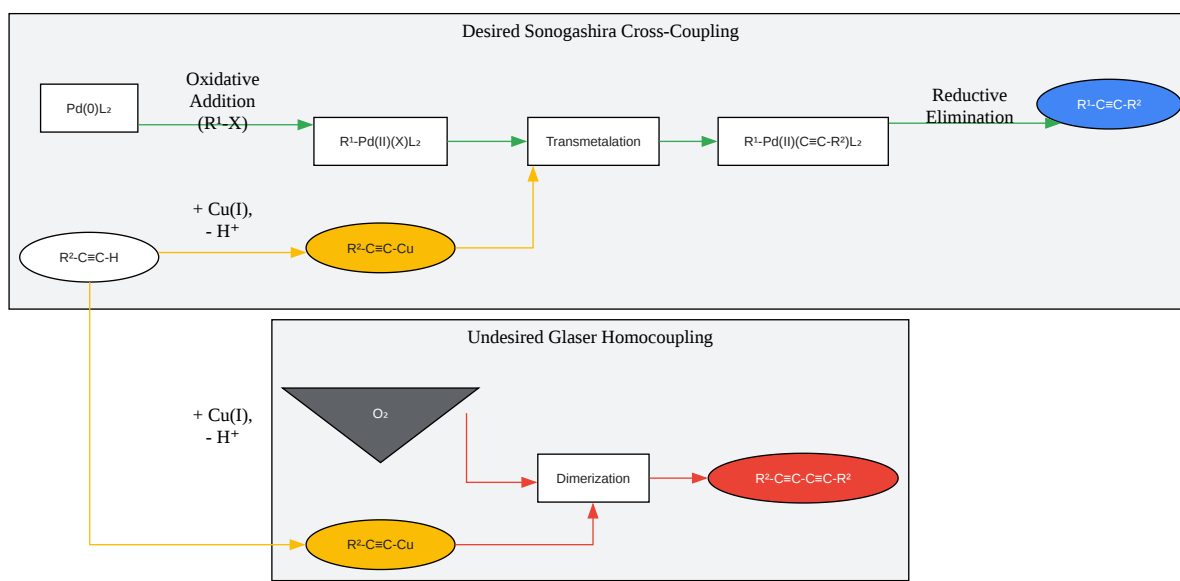 Desired Sonogashira Cross-Coupling
Pd(0)L₂
Oxidative
Addition
(R¹-X)
R¹-Pd(II)(X)L₂
Transmetalation
R¹-Pd(II)(C≡C-R²)L₂
Reductive
Elimination
R¹-C≡C-R²
R²-C≡C-H
+ Cu(I),
- H⁺
R²-C≡C-Cu
Undesired Glaser Homocoupling
+ Cu(I),
- H⁺
O₂
Dimerization
R²-C≡C-C≡C-R²
R²-C≡C-Cu